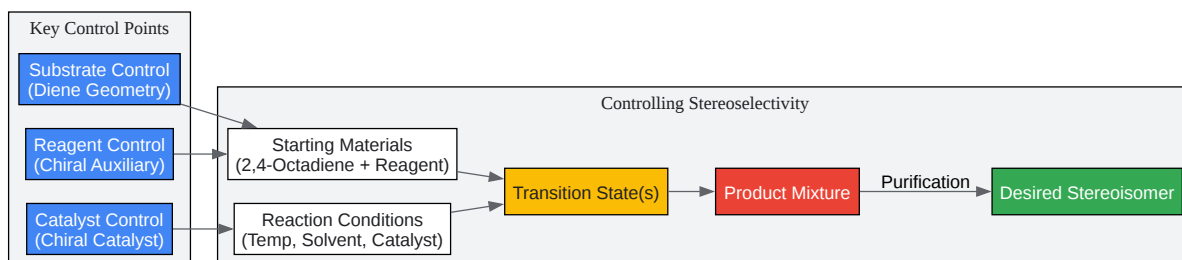 Key Control Points
Substrate Control
(Diene Geometry)
Reagent Control
(Chiral Auxiliary)
Catalyst Control
(Chiral Catalyst)
Controlling Stereoselectivity
Starting Materials
(2,4-Octadiene + Reagent)
Reaction Conditions
(Temp, Solvent, Catalyst)
Transition State(s)
Product Mixture
Purification
Desired Stereoisomer